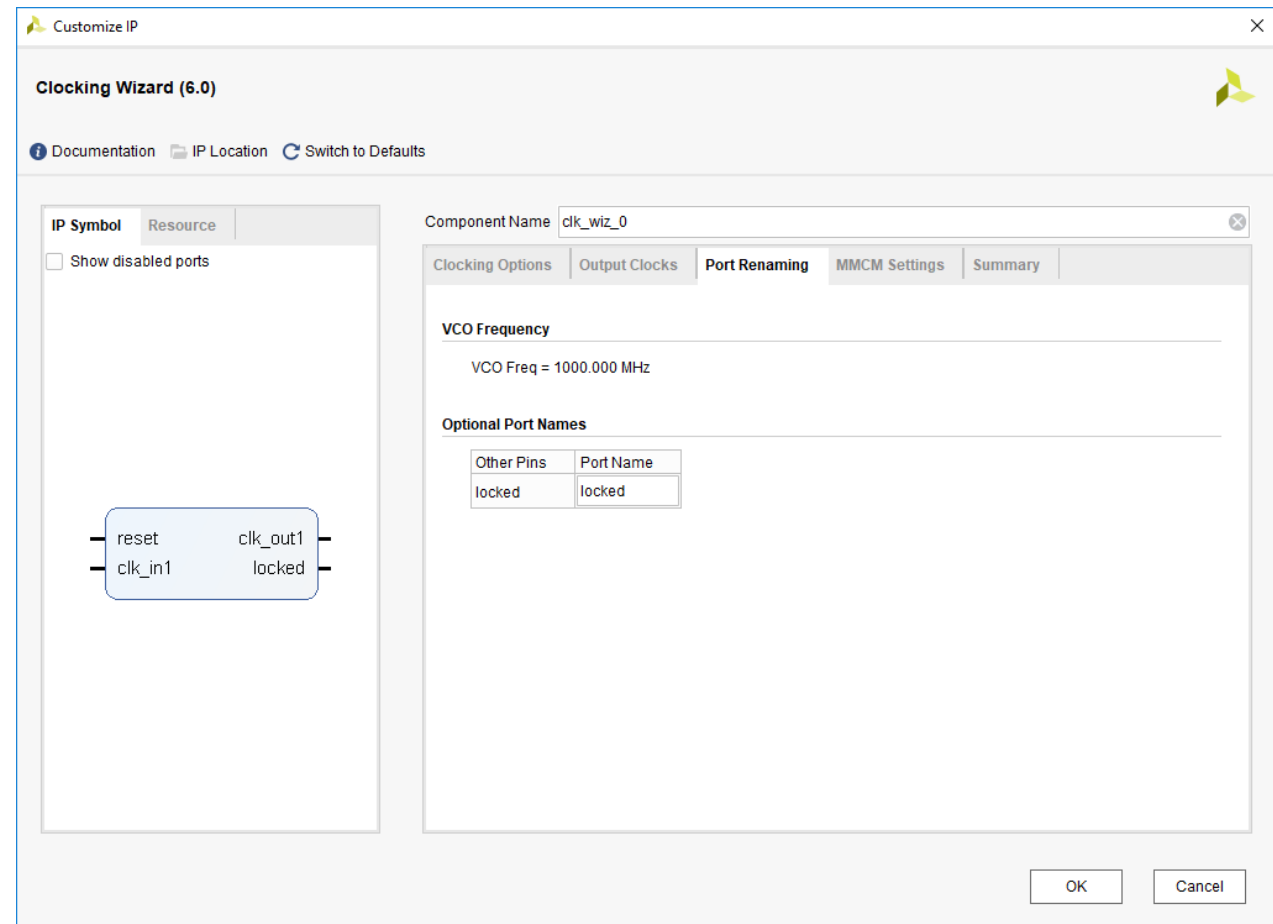 Customize IP
Clocking Wizard (6.0)
Documentation IP Location Switch to Defaults
IP Symbol Resource
Show disabled ports
reset clk_out1
clk_in1 locked
Component Name clk_wiz_0
Clocking Options Output Clocks Port Renaming MMCM Settings Summary
VCO Frequency
VCO Freq = 1000.000 MHz
Optional Port Names
Other Pins Port Name
locked locked
OK Cancel